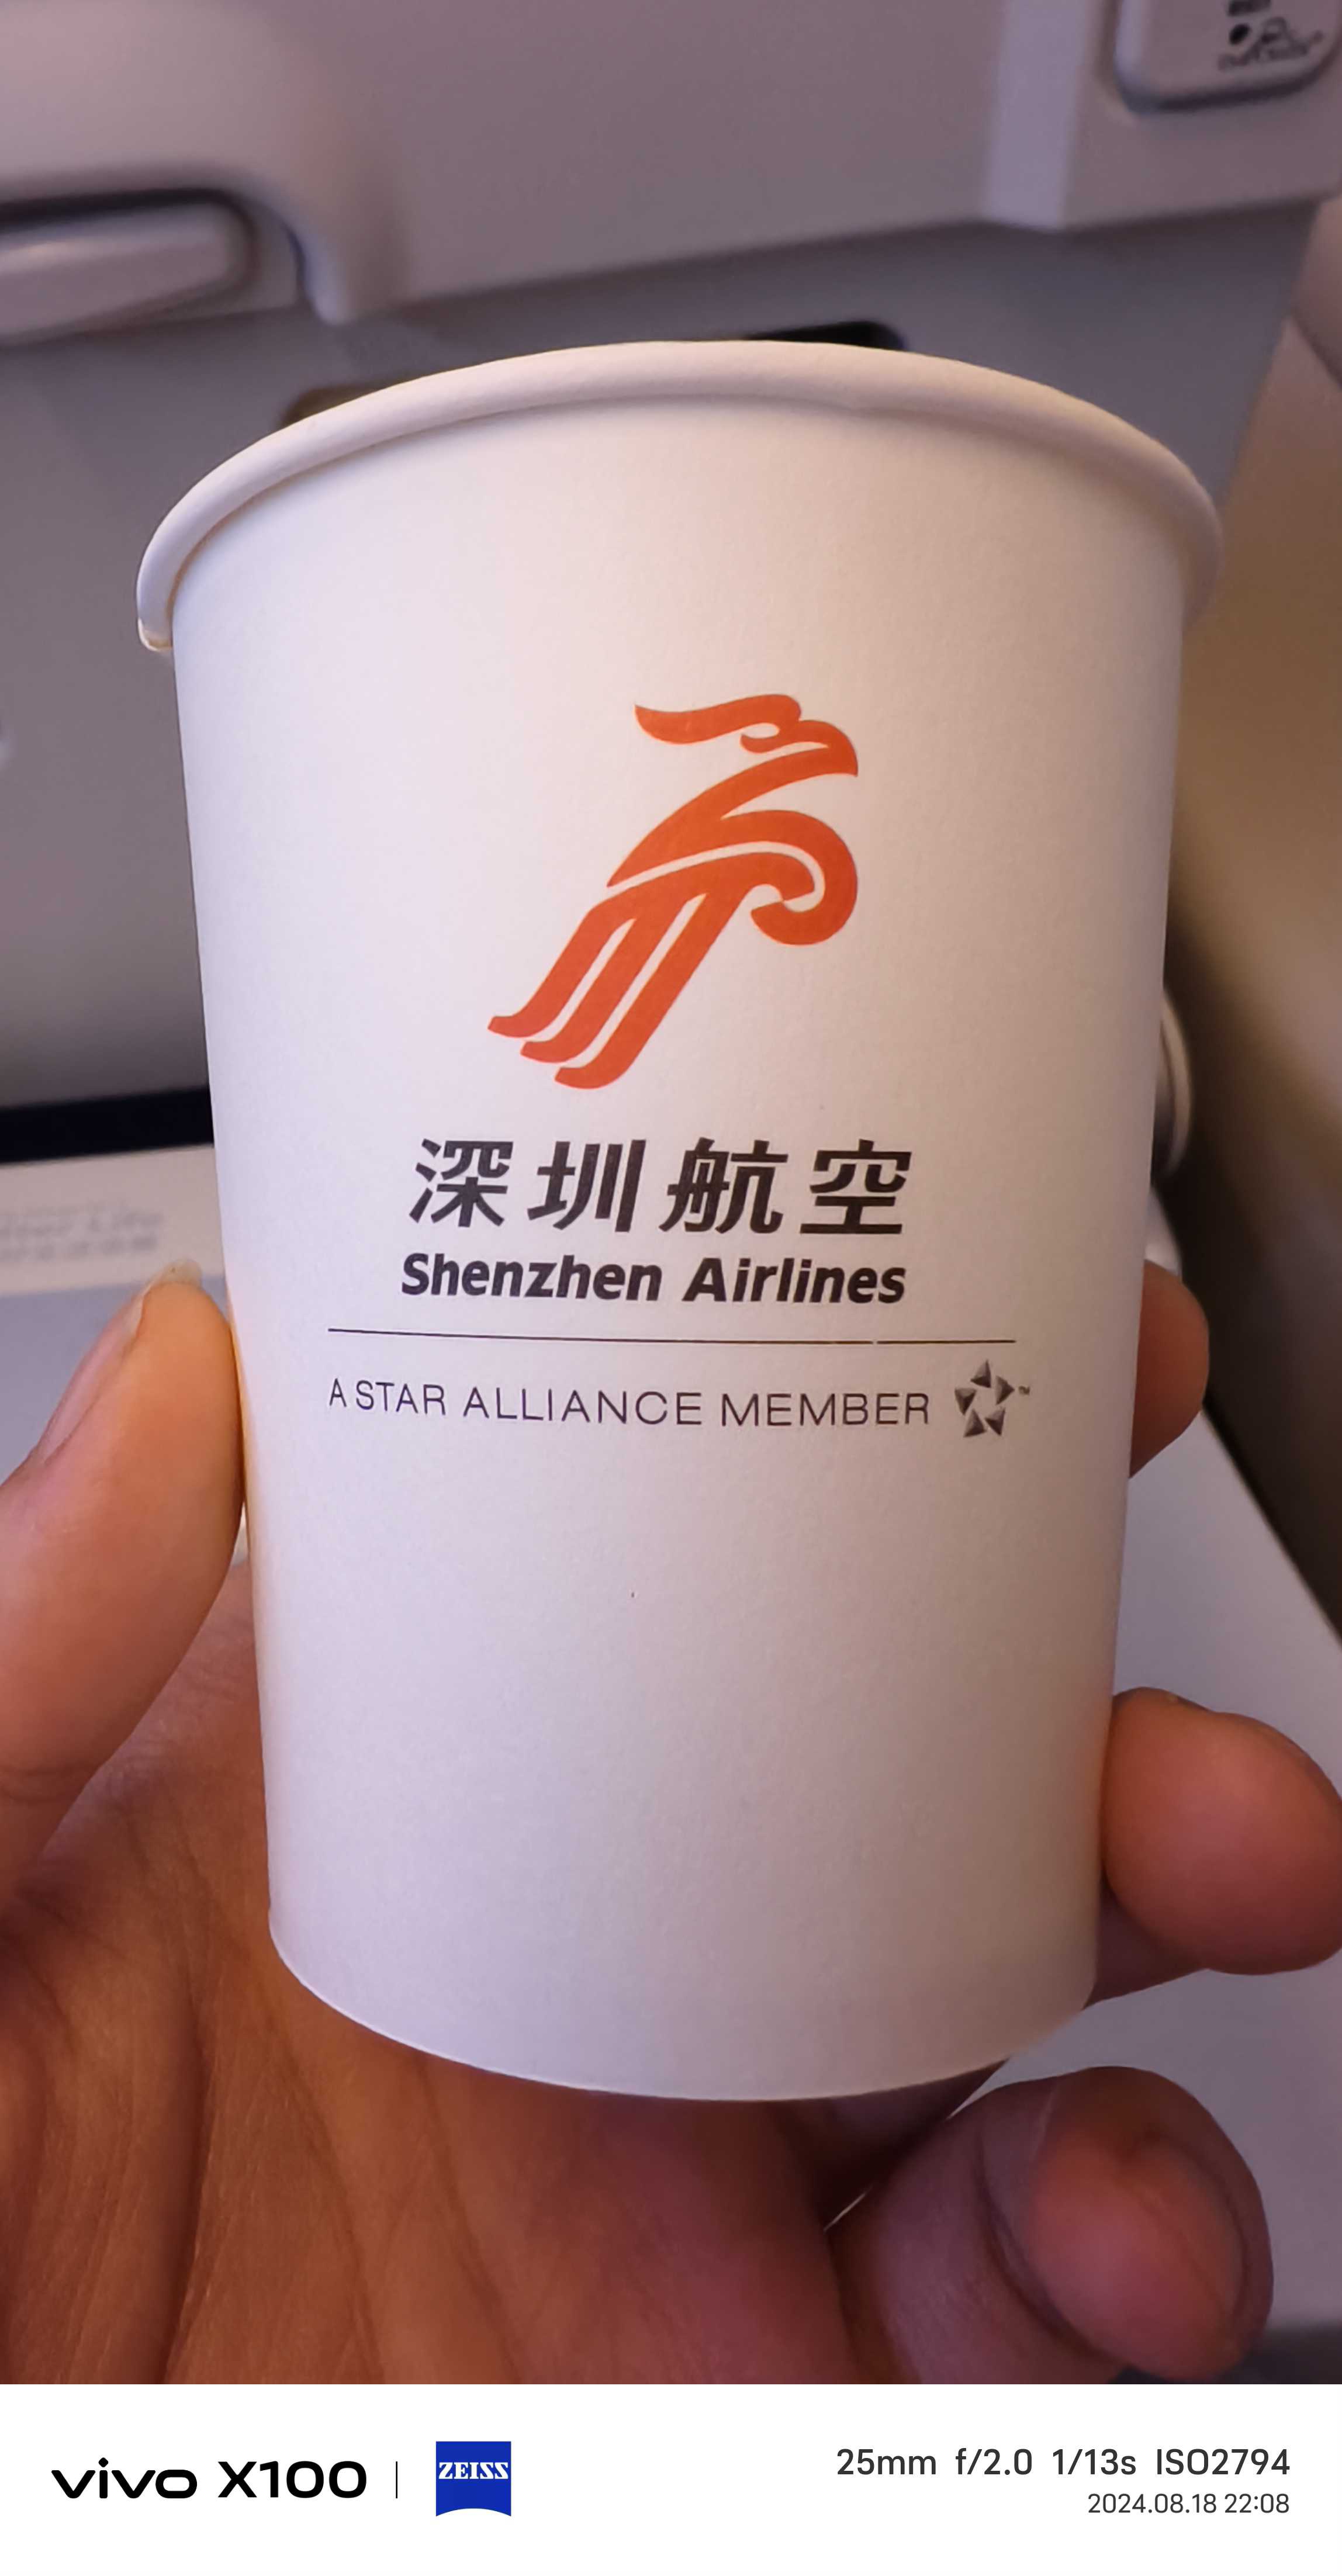 深圳航空
Shenzhen Airlines
A STAR ALLIANCE MEMBER ™
vivo X100 | ZEISS
25mm f/2.0 1/13s ISO2794
2024.08.18 22:08